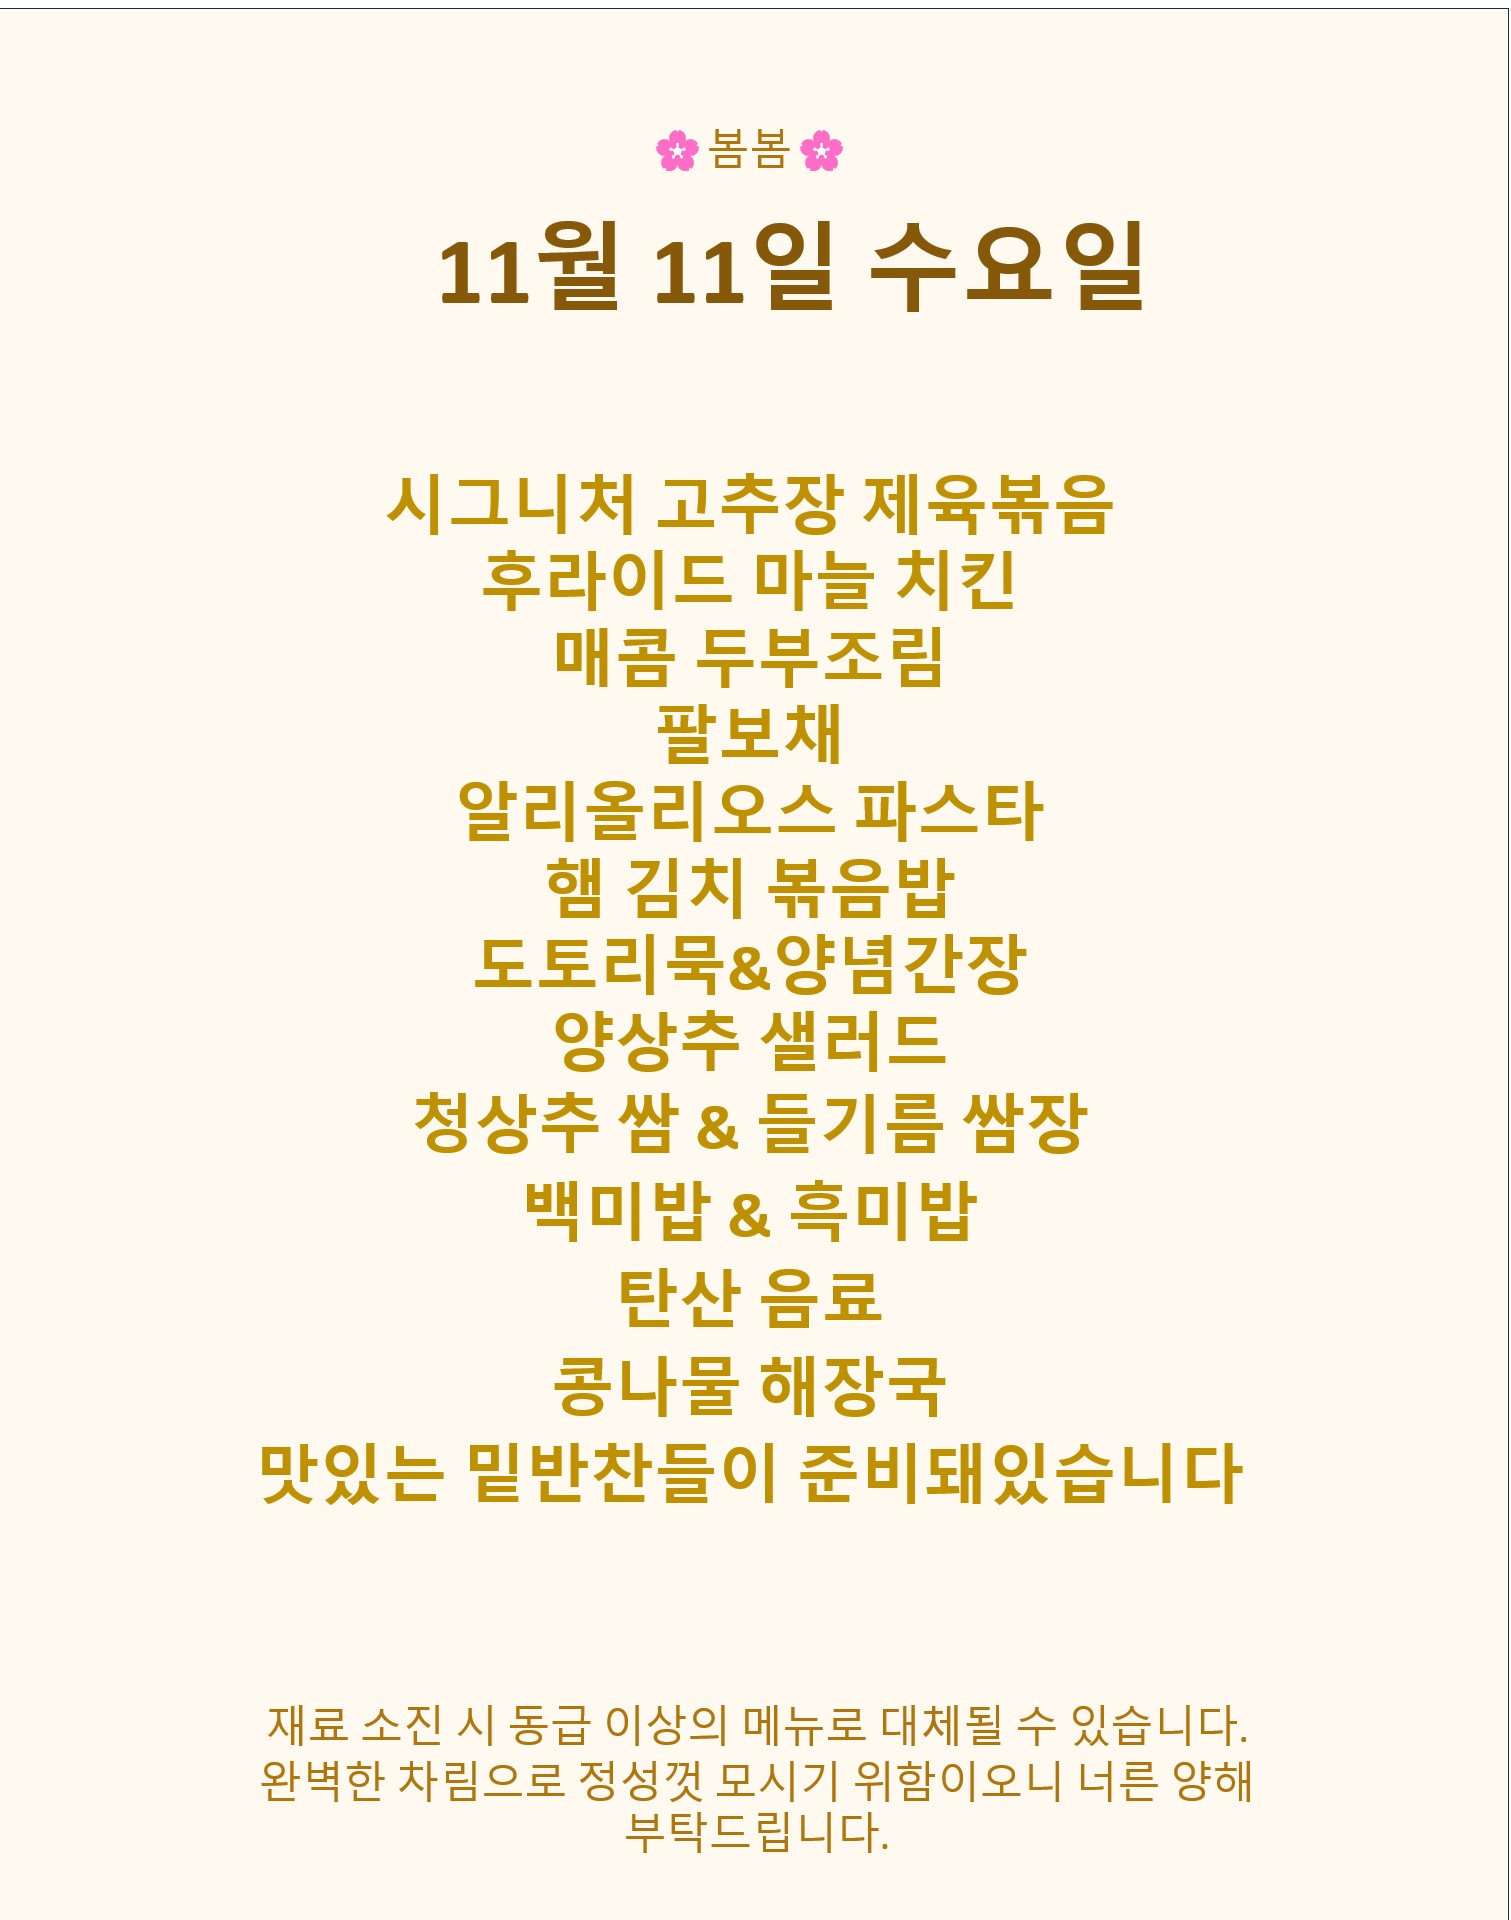 🌸봄봄🌸
11월 11일 수요일
시그니처 고추장 제육볶음
후라이드 마늘 치킨
매콤 두부조림
팔보채
알리올리오스 파스타
햄 김치 볶음밥
도토리묵&양념간장
양상추 샐러드
청상추 쌈 & 들기름 쌈장
백미밥 & 흑미밥
탄산 음료
콩나물 해장국
맛있는 밑반찬들이 준비돼있습니다
재료 소진 시 동급 이상의 메뉴로 대체될 수 있습니다.
완벽한 차림으로 정성껏 모시기 위함이오니 너른 양해
부탁드립니다.